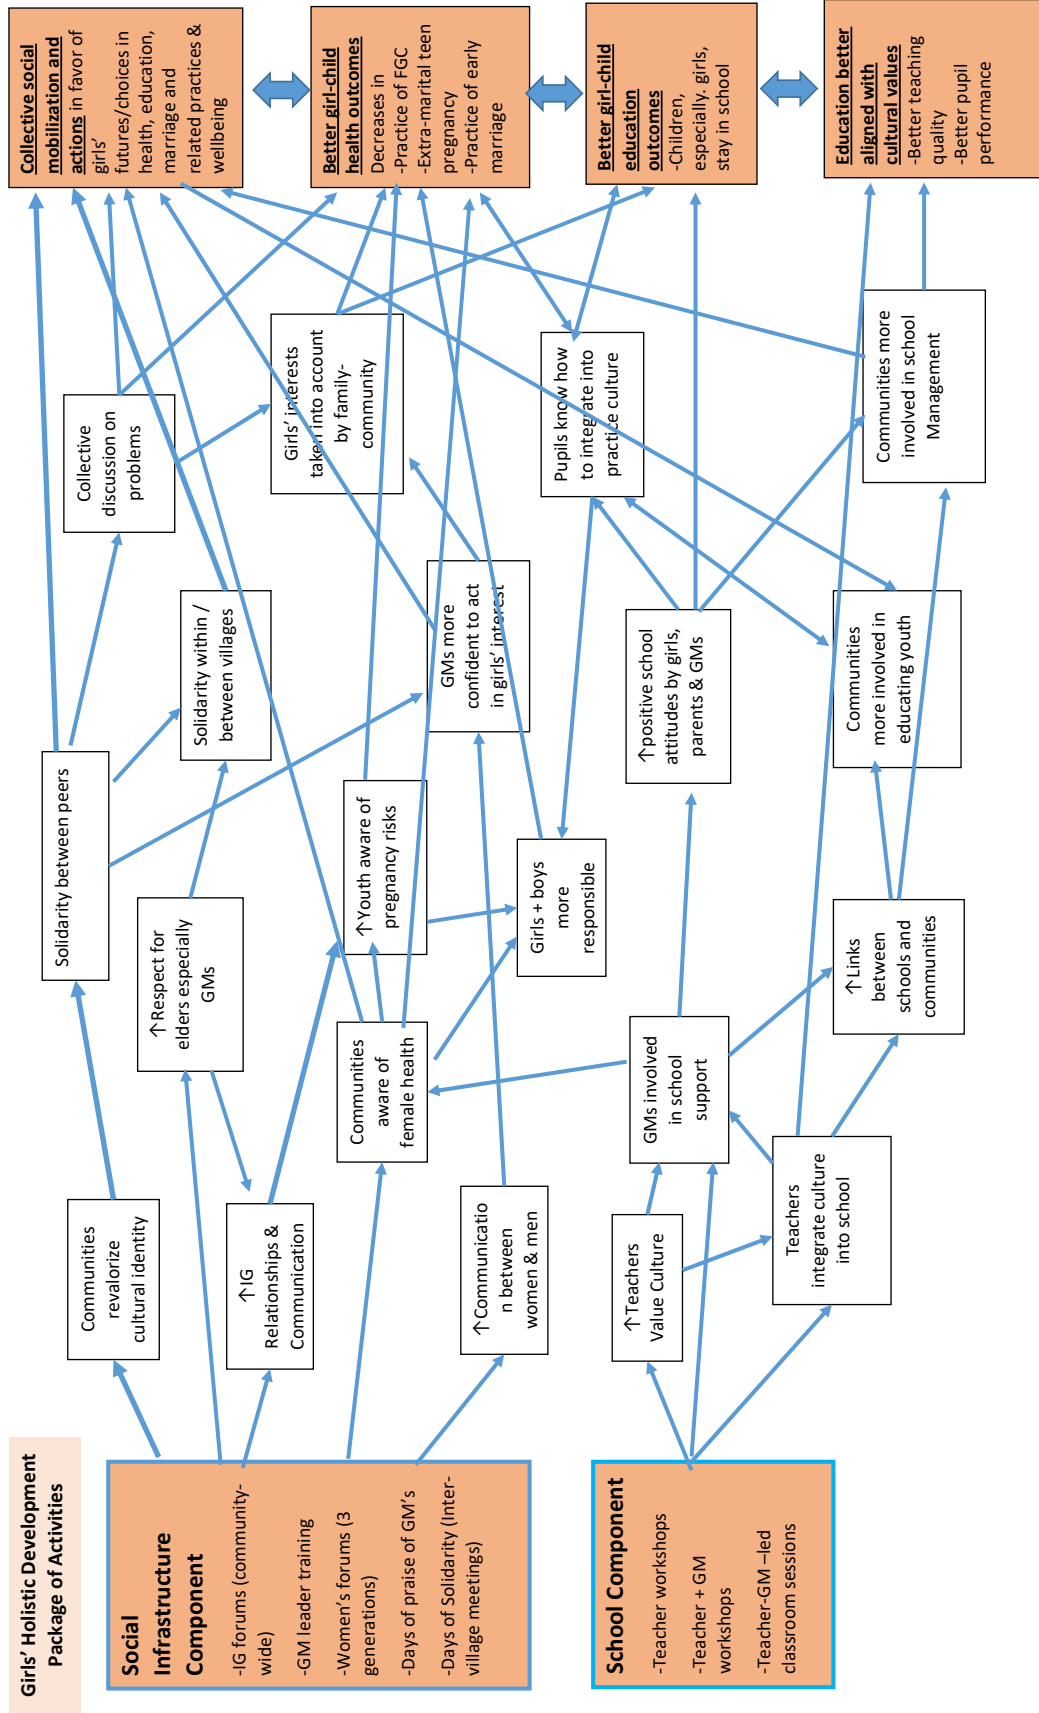 Girls' Holistic Development
Package of Activities
Social
Infrastructure
Component
-IG forums (community-
wide)
-GM leader training
-Women's forums (3
generations)
-Days of praise of GM's
-Days of Solidarity (Inter-
village meetings)
School Component
-Teacher workshops
-Teacher + GM
workshops
-Teacher-GM –led
classroom sessions
Communities
revalorize
cultural identity
↑IG
Relationships &
Communication
↑Communicatio
n between
women & men
↑Teachers
Value Culture
Teachers
integrate culture
into school
↑Respect for
elders especially
GMs
Communities
aware of
female health
GMs involved
in school
support
Solidarity between peers
↑Youth aware of
pregnancy risks
Girls + boys
more
responsible
↑Links
between
schools and
communities
Solidarity within /
between villages
GMs more
confident to act
in girls' interest
↑positive school
attitudes by girls,
parents & GMs
Communities
more involved in
educating youth
Collective
discussion on
problems
Girls' interests
taken into account
by family-
community
Pupils know how
to integrate into
practice culture
Communities more
involved in school
Management
Collective social
mobilization and
actions in favor of
girls'
futures/choices in
health, education,
marriage and
related practices &
wellbeing
Better girl-child
health outcomes
Decreases in
-Practice of FGC
-Extra-marital teen
pregnancy
-Practice of early
marriage
Better girl-child
education
outcomes
-Children,
especially. girls,
stay in school
Education better
aligned with
cultural values
-Better teaching
quality
-Better pupil
performance